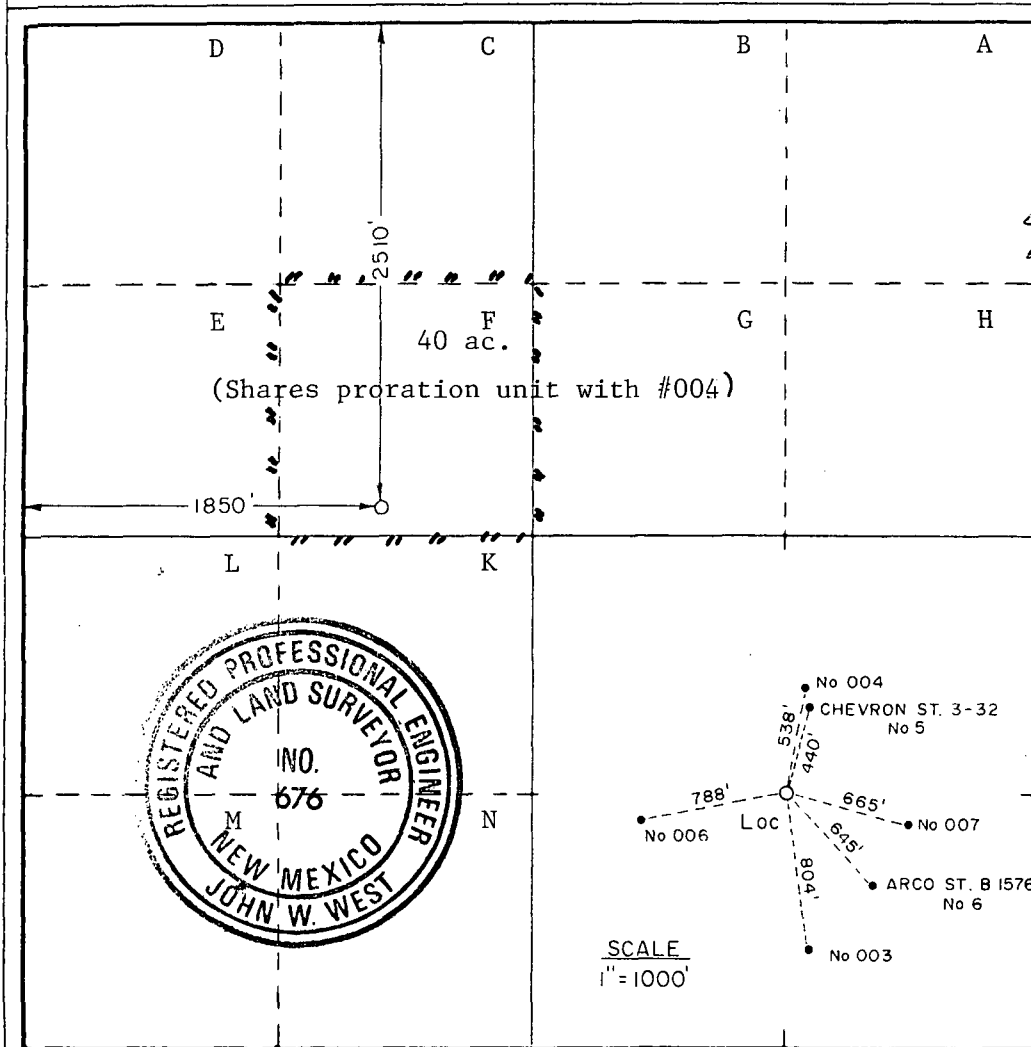 D
C
B
A
2510'
E
F
G
H
40 ac.
(Shares proration unit with #004)
1850'
L
K
REGISTERED PROFESSIONAL ENGINEER
AND LAND SURVEYOR
NO.
676
NEW MEXICO
JOHN W. WEST
M
N
No 004
CHEVRON ST. 3-32
No 5
538'
440'
788'
665'
No 006
Loc
No 007
645'
804'
ARCO ST. B 1576
No 6
No 003
SCALE
1"=1000'